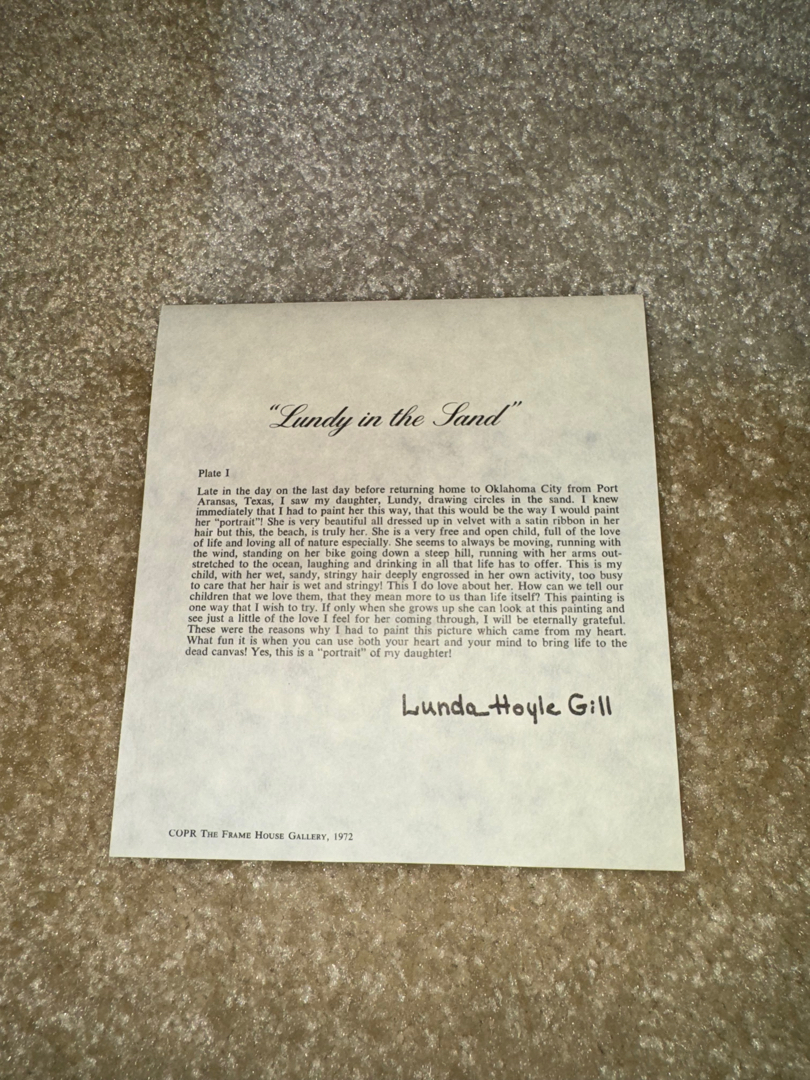 "Lundy in the Sand"
Plate I
Late in the day on the last day before returning home to Oklahoma City from Port
Aransas, Texas, I saw my daughter, Lundy, drawing circles in the sand. I knew
immediately that I had to paint her this way, that this would be the way I would paint
her "portrait"! She is very beautiful all dressed up in velvet with a satin ribbon in her
hair but this, the beach, is truly her. She is a very free and open child, full of the love
of life and loving all of nature especially. She seems to always be moving, running with
the wind, standing on her bike going down a steep hill, running with her arms out-
stretched to the ocean, laughing and drinking in all that life has to offer. This is my
child, with her wet, sandy, stringy hair deeply engrossed in her own activity, too busy
to care that her hair is wet and stringy! This I do love about her. How can we tell our
children that we love them, that they mean more to us than life itself? This painting is
one way that I wish to try. If only when she grows up she can look at this painting and
see just a little of the love I feel for her coming through, I will be eternally grateful.
These were the reasons why I had to paint this picture which came from my heart.
What fun it is when you can use both your heart and your mind to bring life to the
dead canvas! Yes, this is a "portrait" of my daughter!
Lunda Hoyle Gill
COPR THE FRAME HOUSE GALLERY, 1972